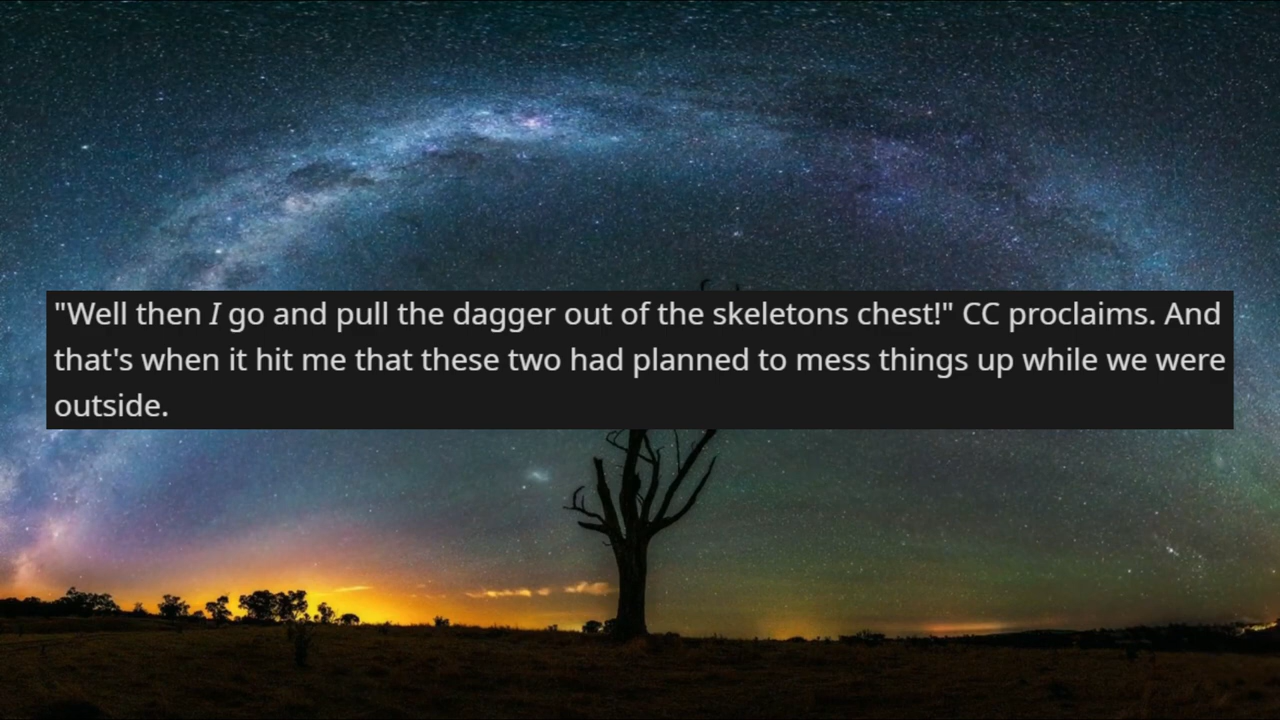 "Well then I go and pull the dagger out of the skeletons chest!" CC proclaims. And
that's when it hit me that these two had planned to mess things up while we were
outside.